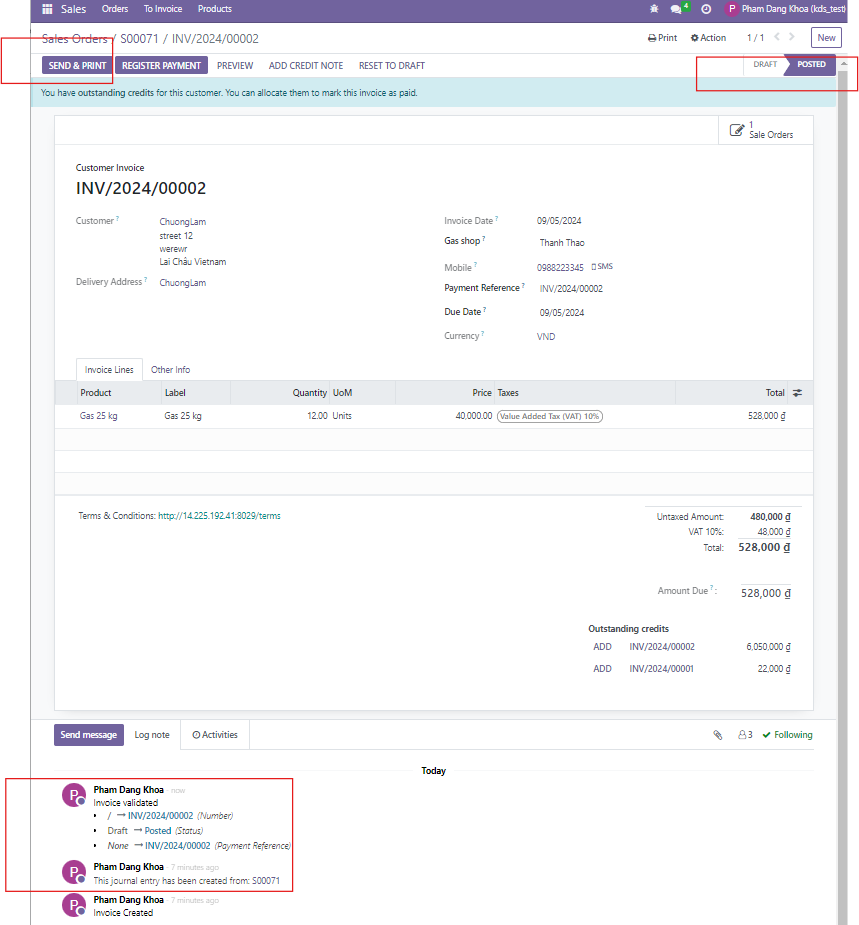 Sales Orders To Invoice Products 4 P Pham Dang Khoa (kds_test)
Sales Orders / S00071 / INV/2024/00002 Print Action 1 / 1 New
SEND & PRINT REGISTER PAYMENT PREVIEW ADD CREDIT NOTE RESET TO DRAFT DRAFT POSTED
You have outstanding credits for this customer. You can allocate them to mark this invoice as paid.
1
Sale Orders
Customer Invoice
INV/2024/00002
Customer ? ChuongLam Invoice Date ? 09/05/2024
street 12
werewr Gas shop ? Thanh Thao
Lai Châu Vietnam Mobile ? 0988223345 SMS
Delivery Address ? ChuongLam Payment Reference ? INV/2024/00002
Due Date ? 09/05/2024
Currency ? VND
Invoice Lines Other Info
Product Label Quantity UoM Price Taxes Total
Gas 25 kg Gas 25 kg 12.00 Units 40,000.00 Value Added Tax (VAT) 10% 528,000 ₫
Terms & Conditions: http://14.225.192.41:8029/terms Untaxed Amount: 480,000 ₫
VAT 10%: 48,000 ₫
Total: 528,000 ₫
Amount Due ? : 528,000 ₫
Outstanding credits
ADD INV/2024/00002 6,050,000 ₫
ADD INV/2024/00001 22,000 ₫
Send message Log note Activities 3 Following
Today
P Pham Dang Khoa now
Invoice validated
• / → INV/2024/00002 (Number)
• Draft → Posted (Status)
• None → INV/2024/00002 (Payment Reference)
P Pham Dang Khoa 7 minutes ago
This journal entry has been created from: S00071
P Pham Dang Khoa 7 minutes ago
Invoice Created